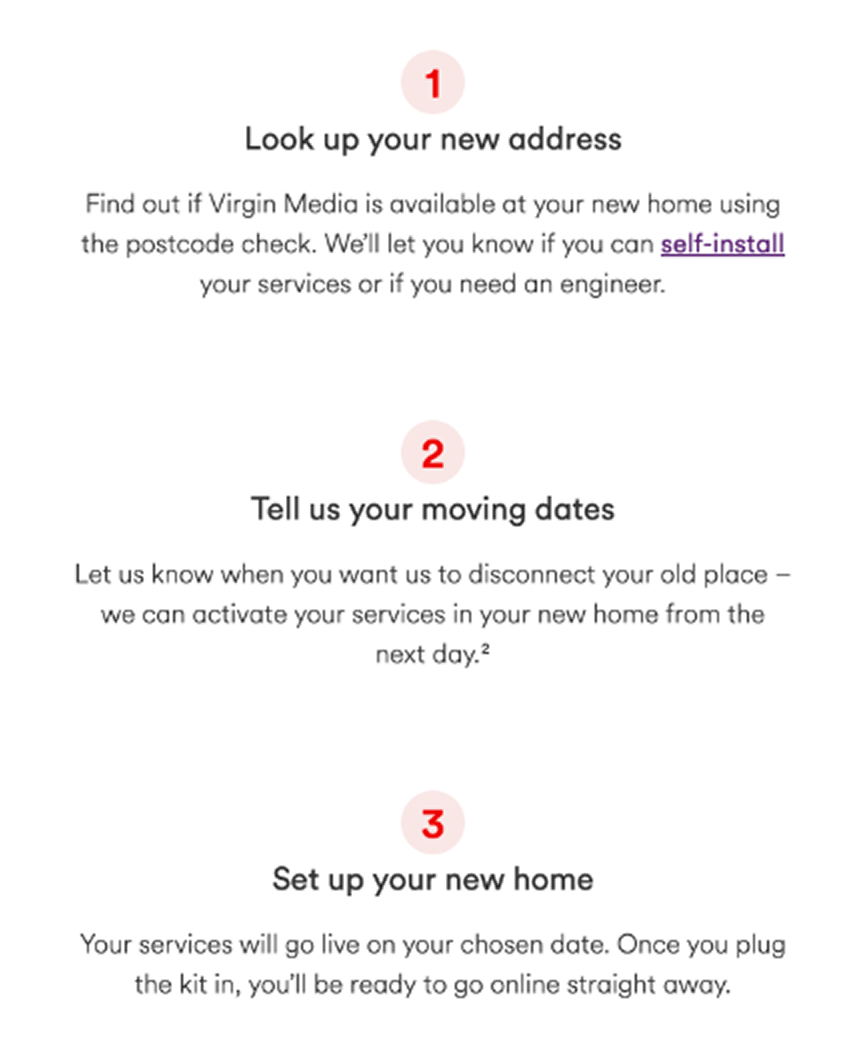 1
Look up your new address
Find out if Virgin Media is available at your new home using
the postcode check. We'll let you know if you can self-install
your services or if you need an engineer.
2
Tell us your moving dates
Let us know when you want us to disconnect your old place –
we can activate your services in your new home from the
next day.²
3
Set up your new home
Your services will go live on your chosen date. Once you plug
the kit in, you'll be ready to go online straight away.